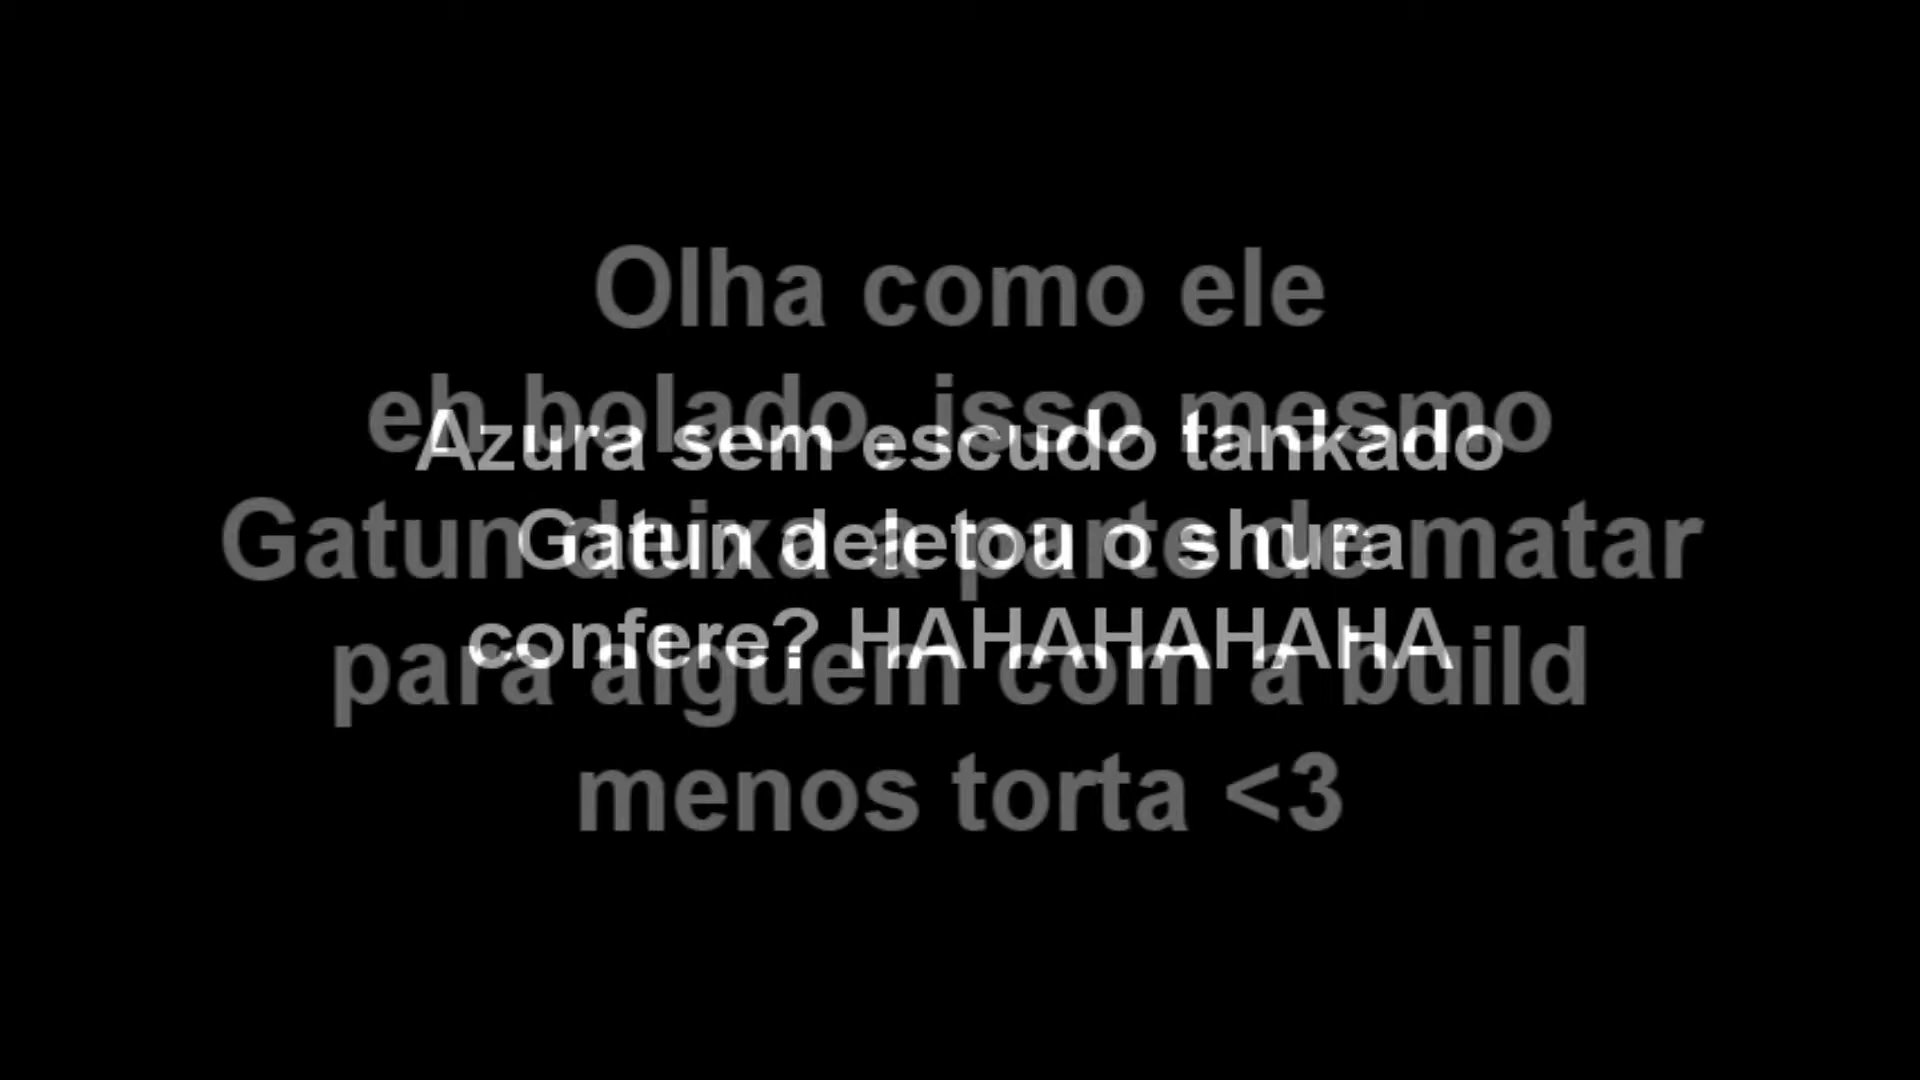 Olha como ele
eh bolado, isso mesmo
Gatun deixa a parte de matar
para alguem com a build
menos torta <3
Azura sem escudo tankado
Gatun deletou o shura
confere? HAHAHAHAHA